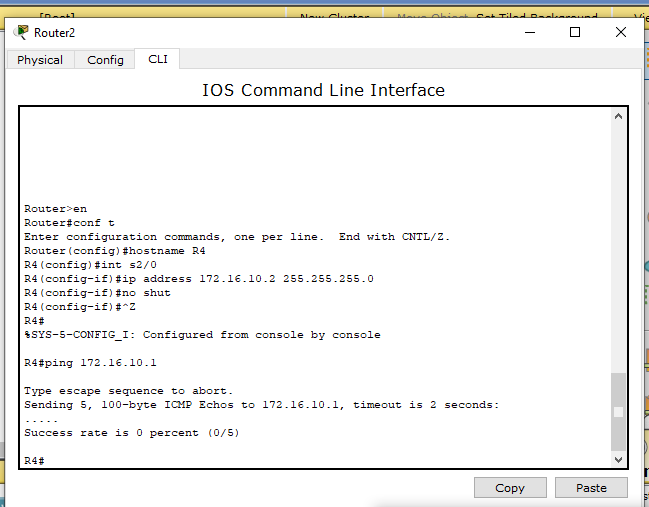 [Root]
New Cluster
Move Object
Set Tiled Background
Router2
Physical
Config
CLI
IOS Command Line Interface
Router>en
Router#conf t
Enter configuration commands, one per line.  End with CNTL/Z.
Router(config)#hostname R4
R4(config)#int s2/0
R4(config-if)#ip address 172.16.10.2 255.255.255.0
R4(config-if)#no shut
R4(config-if)#^Z
R4#
%SYS-5-CONFIG_I: Configured from console by console
R4#ping 172.16.10.1
Type escape sequence to abort.
Sending 5, 100-byte ICMP Echos to 172.16.10.1, timeout is 2 seconds:
.....
Success rate is 0 percent (0/5)
R4#
Copy
Paste